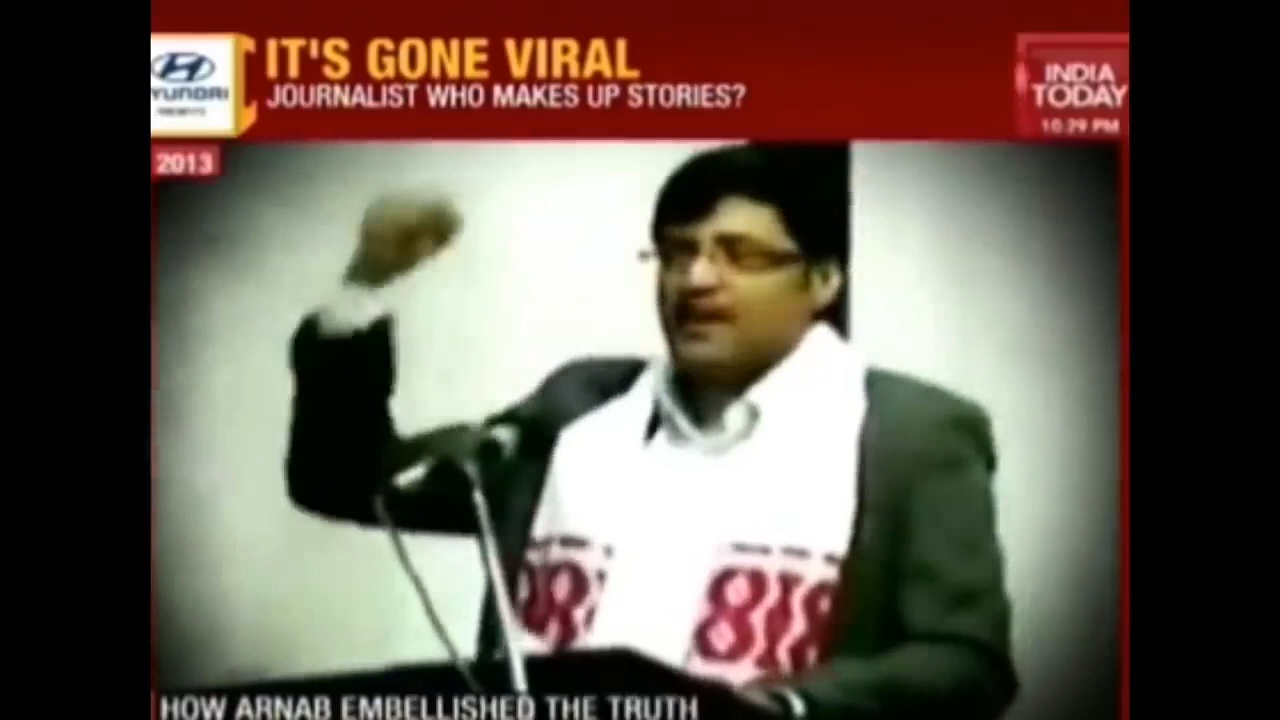 IT'S GONE VIRAL
JOURNALIST WHO MAKES UP STORIES?
HYUNDAI
INDIA
TODAY
10:29 PM
2013
HOW ARNAB EMBELLISHED THE TRUTH